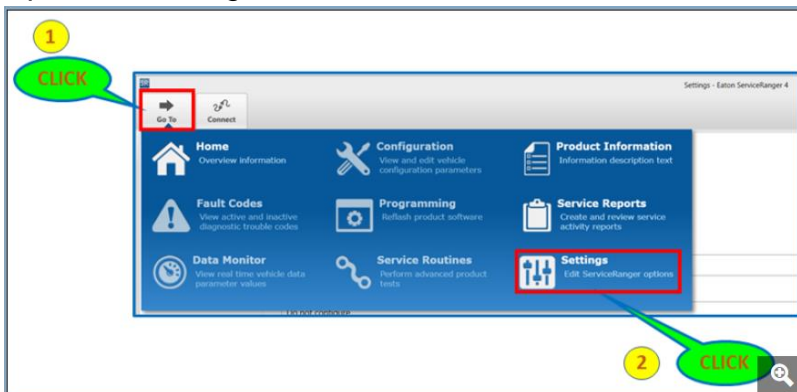 1
CLICK
Settings - Eaton ServiceRanger 4
Go To
Connect
Home
Overview information
Configuration
View and edit vehicle
configuration parameters
Product Information
Information description text
Fault Codes
View active and inactive
diagnostic trouble codes
Programming
Reflash product software
Service Reports
Create and review service
activity reports
Data Monitor
View real time vehicle data
parameter values
Service Routines
Perform advanced product
tests
Settings
Edit ServiceRanger options
Do not configure
2
CLICK